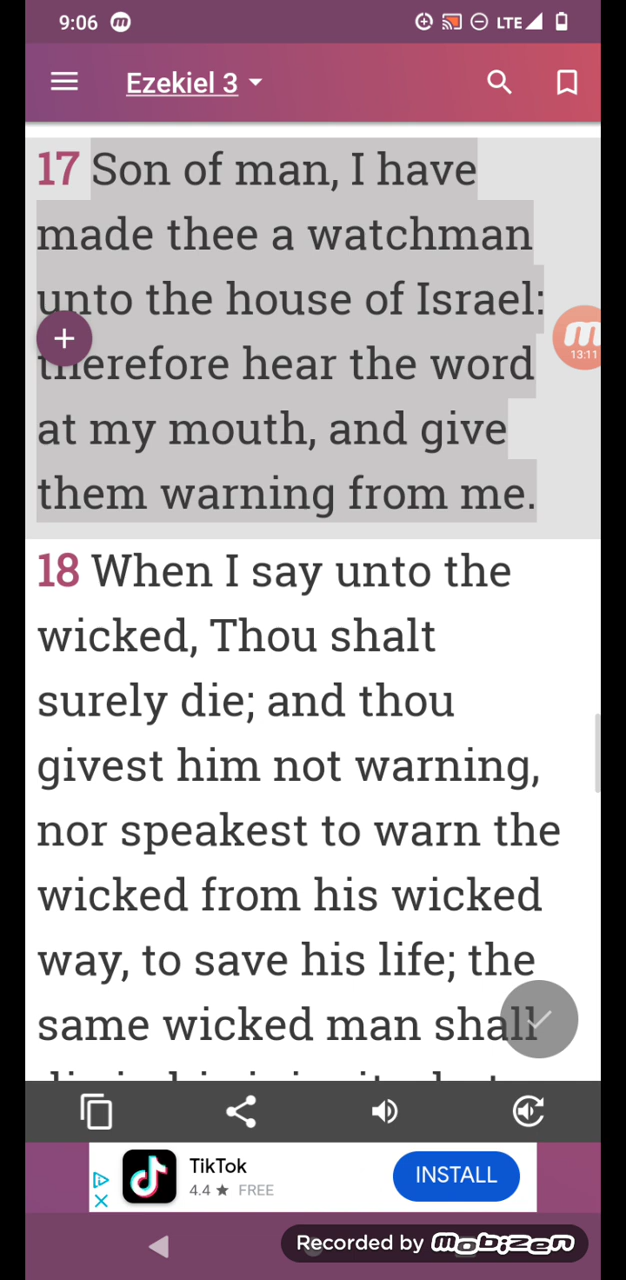 9:06 LTE
Ezekiel 3
17 Son of man, I have
made thee a watchman
unto the house of Israel:
therefore hear the word
at my mouth, and give
them warning from me.
13:11
18 When I say unto the
wicked, Thou shalt
surely die; and thou
givest him not warning,
nor speakest to warn the
wicked from his wicked
way, to save his life; the
same wicked man shall
TikTok
4.4 ★ FREE
INSTALL
Recorded by mobizen